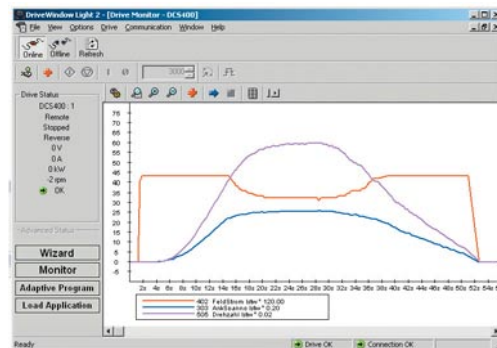 DriveWindow Light 2 - [Drive Monitor - DCS400]
File View Options Drive Communication Window Help
Online Offline Refresh
3000
Drive Status
DCS400 : 1
Remote
Stopped
Reverse
0 V
0 A
0 kW
-2 rpm
OK
Advanced Status
Wizard
Monitor
Adaptive Program
Load Application
75
70
65
60
55
50
45
40
35
30
25
20
15
10
5
0
-5
2s 4s 6s 8s 10s 12s 14s 16s 18s 20s 22s 24s 26s 28s 30s 32s 34s 36s 38s 40s 42s 44s 46s 48s 50s 52s 54s
402 FeldStrom Istw * 120.00
303 AnkSpanng Istw * 0.20
505 Drehzahl Istw * 0.02
Ready
Drive OK
Connection OK